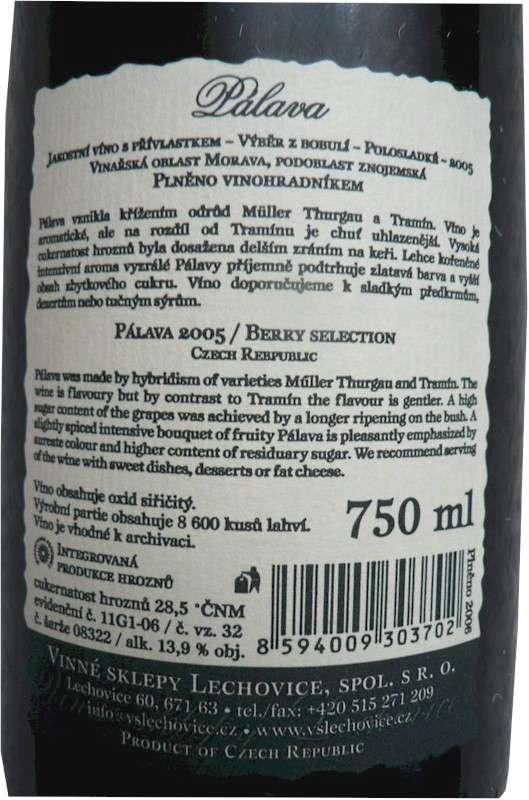 Pálava
Jakostní víno s přívlastkem – Výběr z bobulí – Polosladké – 2005
Vinařská oblast Morava, podoblast znojemská
Plněno vinohradníkem
Pálava vznikla křížením odrůd Müller Thurgau a Tramín. Víno je
aromatické, ale na rozdíl od Tramínu je chuť uhlazenější. Vysoká
cukernatost hroznů byla dosažena delším zráním na keři. Lehce kořeněné
intenzivní aroma vyzrálé Pálavy příjemně podtrhuje zlatavá barva a vyšší
obsah zbytkového cukru. Víno doporučujeme k sladkým předkrmům,
desertům nebo tučným sýrům.
Pálava 2005 / Berry selection
Czech Rebpublic
Pálava was made by hybridism of varieties Müller Thurgau and Tramín. The
wine is flavoury but by contrast to Tramín the flavour is gentler. A high
sugar content of the grapes was achieved by a longer ripening on the bush. A
slightly spiced intensive bouquet of fruity Pálava is pleasantly emphasized by
aureate colour and higher content of residuary sugar. We recommend serving
of the wine with sweet dishes, desserts or fat cheese.
Víno obsahuje oxid siřičitý.
Výrobní partie obsahuje 8 600 kusů lahví.
Víno je vhodné k archivaci.
750 ml
Integrovaná
produkce hroznů
cukernatost hroznů 28,5 °ČNM
evidenční č. 11G1-06 / č. vz. 32
č. šarže 08322 / alk. 13,9 % obj.
8 594009 303702
Plněno 2006
Vinné sklepy Lechovice, spol. s r. o.
Lechovice 60, 671 63 • tel./fax: +420 515 271 209
info@vslechovice.cz • www.vslechovice.cz
Product of Czech Republic